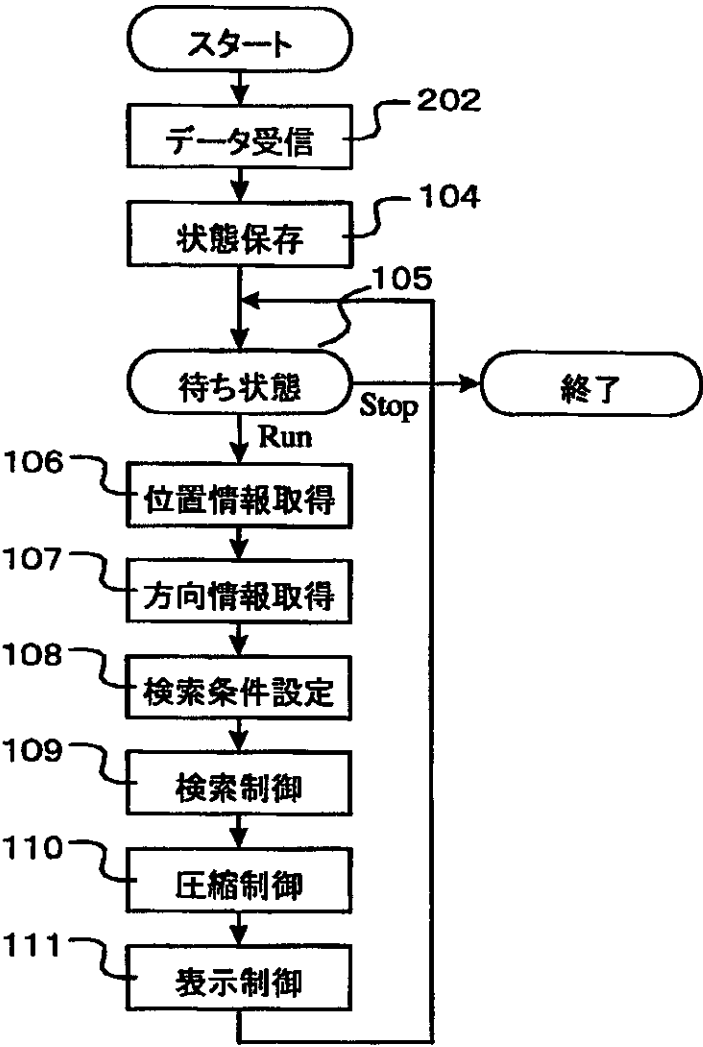 スタート
202
データ受信
104
状態保存
105
待ち状態
Stop
終了
Run
106
位置情報取得
107
方向情報取得
108
検索条件設定
109
検索制御
110
圧縮制御
111
表示制御